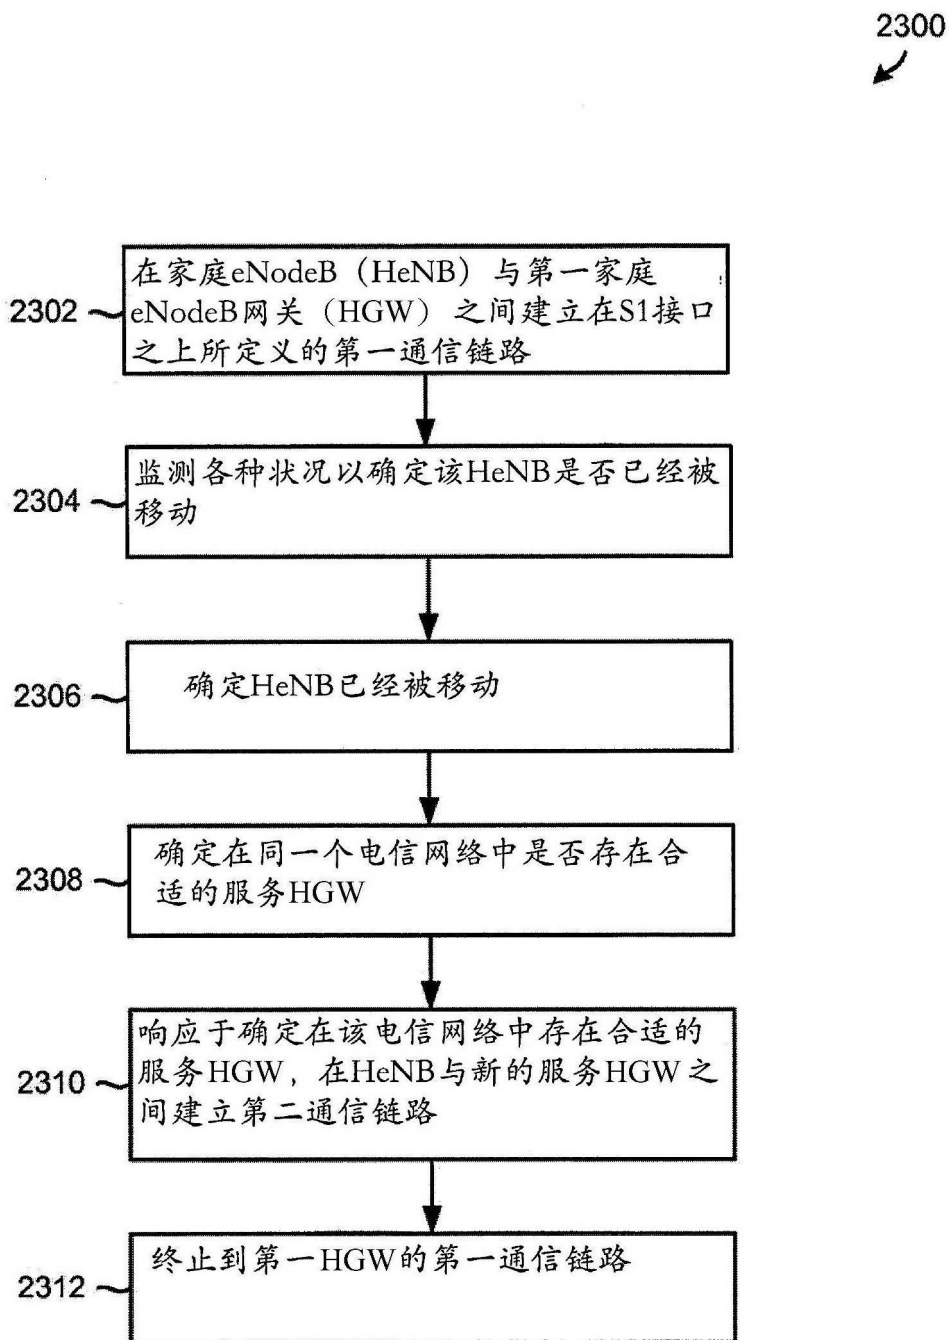 2300
在家庭eNodeB（HeNB）与第一家庭
2302
eNodeB网关（HGW）之间建立在S1接口
之上所定义的第一通信链路
监测各种状况以确定该HeNB是否已经被
2304
移动
2306
确定HeNB已经被移动
确定在同一个电信网络中是否存在合
2308
适的服务HGW
响应于确定在该电信网络中存在合适的
2310
服务HGW，在HeNB与新的服务HGW之
间建立第二通信链路
终止到第一HGW的第一通信链路
2312